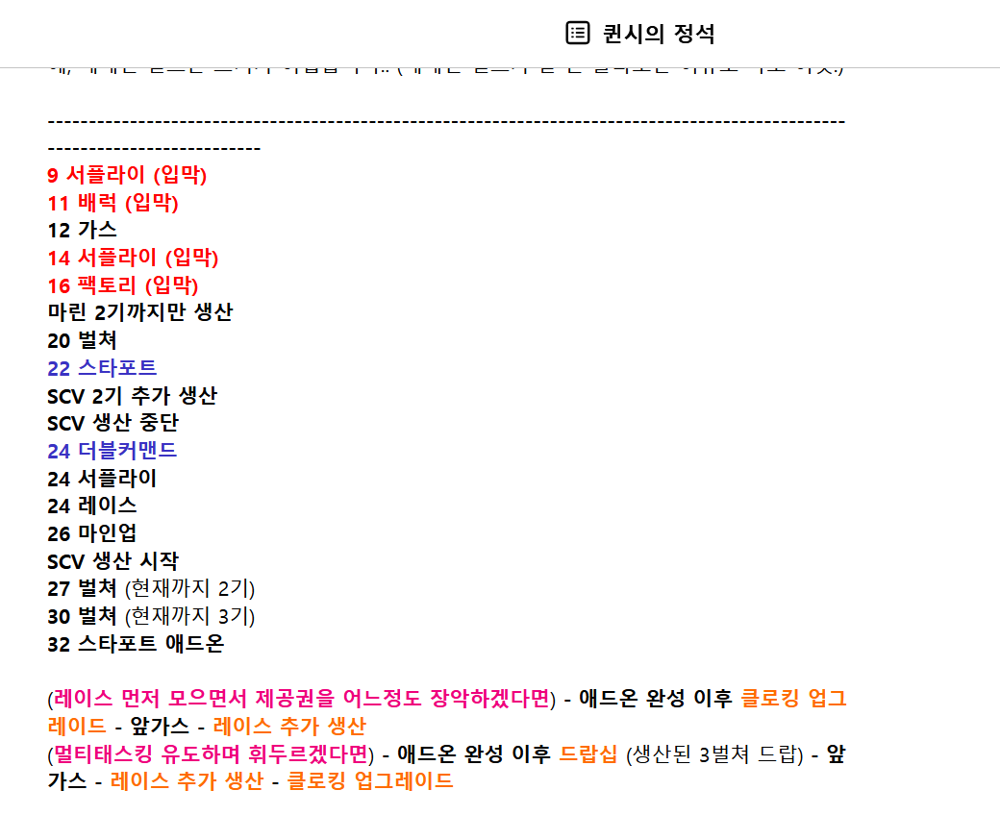 퀸시의 정석
----------------------------------------------------------------------------------------------------
---------------------------
9 서플라이 (입막)
11 배럭 (입막)
12 가스
14 서플라이 (입막)
16 팩토리 (입막)
마린 2기까지만 생산
20 벌쳐
22 스타포트
SCV 2기 추가 생산
SCV 생산 중단
24 더블커맨드
24 서플라이
24 레이스
26 마인업
SCV 생산 시작
27 벌쳐 (현재까지 2기)
30 벌쳐 (현재까지 3기)
32 스타포트 애드온
(레이스 먼저 모으면서 제공권을 어느정도 장악하겠다면) - 애드온 완성 이후 클로킹 업그
레이드 - 앞가스 - 레이스 추가 생산
(멀티태스킹 유도하며 휘두르겠다면) - 애드온 완성 이후 드랍십 (생산된 3벌쳐 드랍) - 앞
가스 - 레이스 추가 생산 - 클로킹 업그레이드